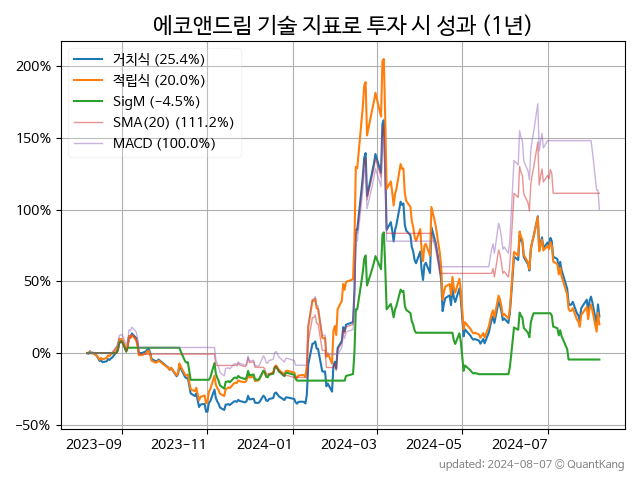 에코앤드림 기술 지표로 투자 시 성과 (1년)
거치식 (25.4%)
적립식 (20.0%)
SigM (-4.5%)
SMA(20) (111.2%)
MACD (100.0%)
200%
150%
100%
50%
0%
-50%
2023-09 2023-11 2024-01 2024-03 2024-05 2024-07
updated: 2024-08-07 © QuantKang